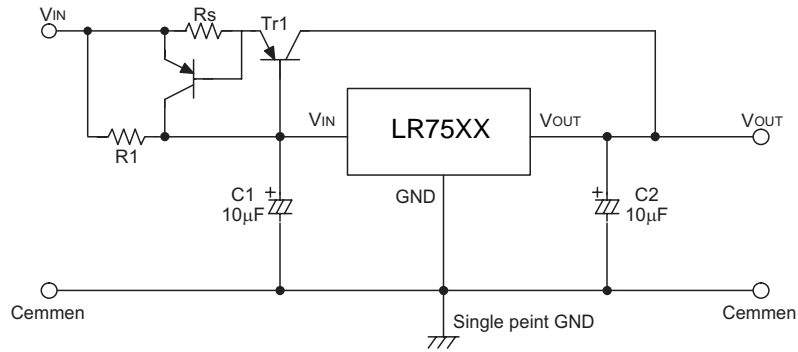 VIN
Rs
Tr1
R1
VIN
LR75XX
VOUT
VOUT
GND
C1
10μF
C2
10μF
Cemmen
Cemmen
Single peint GND